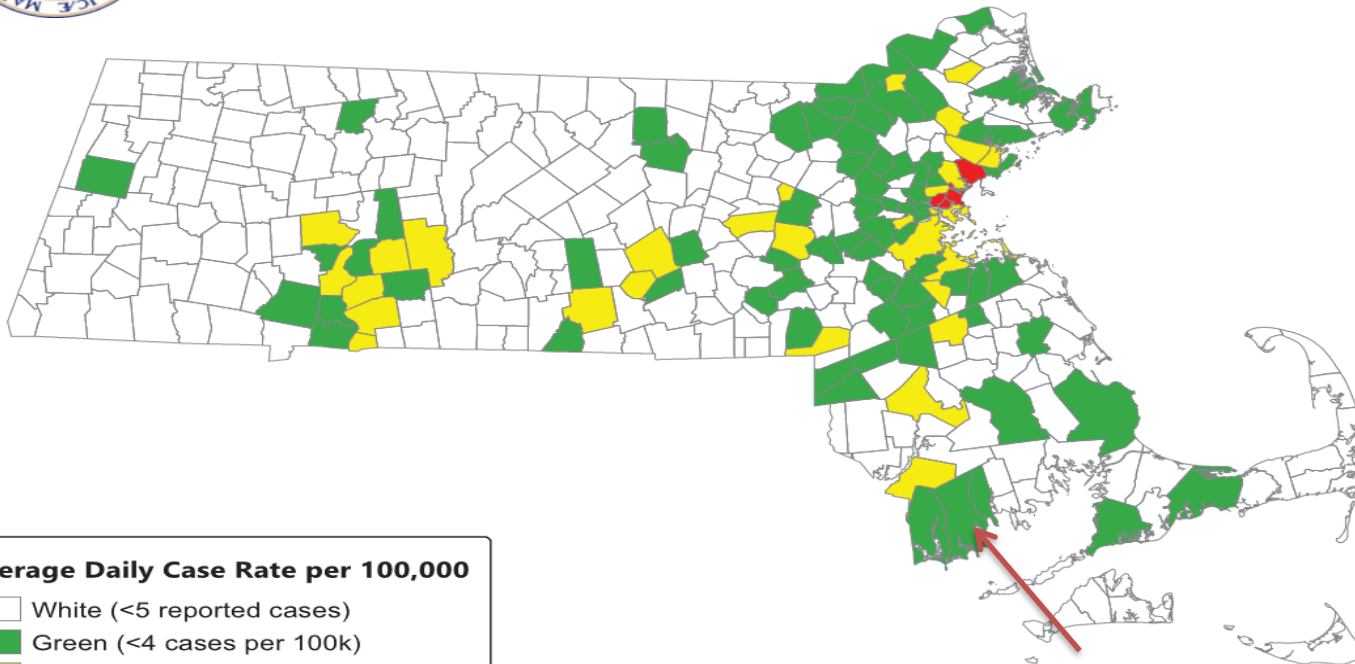 erage Daily Case Rate per 100,000
White (<5 reported cases)
Green (<4 cases per 100k)